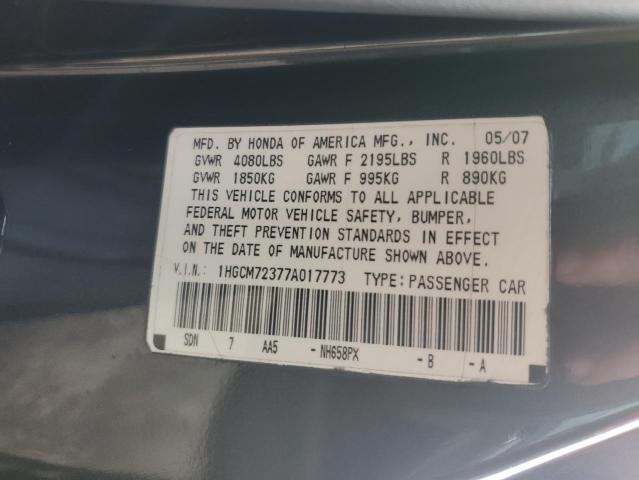 MFD. BY HONDA OF AMERICA MFG., INC. 05/07
GVWR 4080LBS GAWR F 2195LBS R 1960LBS
GVWR 1850KG GAWR F 995KG R 890KG
THIS VEHICLE CONFORMS TO ALL APPLICABLE
FEDERAL MOTOR VEHICLE SAFETY, BUMPER,
AND THEFT PREVENTION STANDARDS IN EFFECT
ON THE DATE OF MANUFACTURE SHOWN ABOVE.
V.I.N.: 1HGCM72377A017773 TYPE: PASSENGER CAR
SDN 7 AA5 -NH658PX -B -A